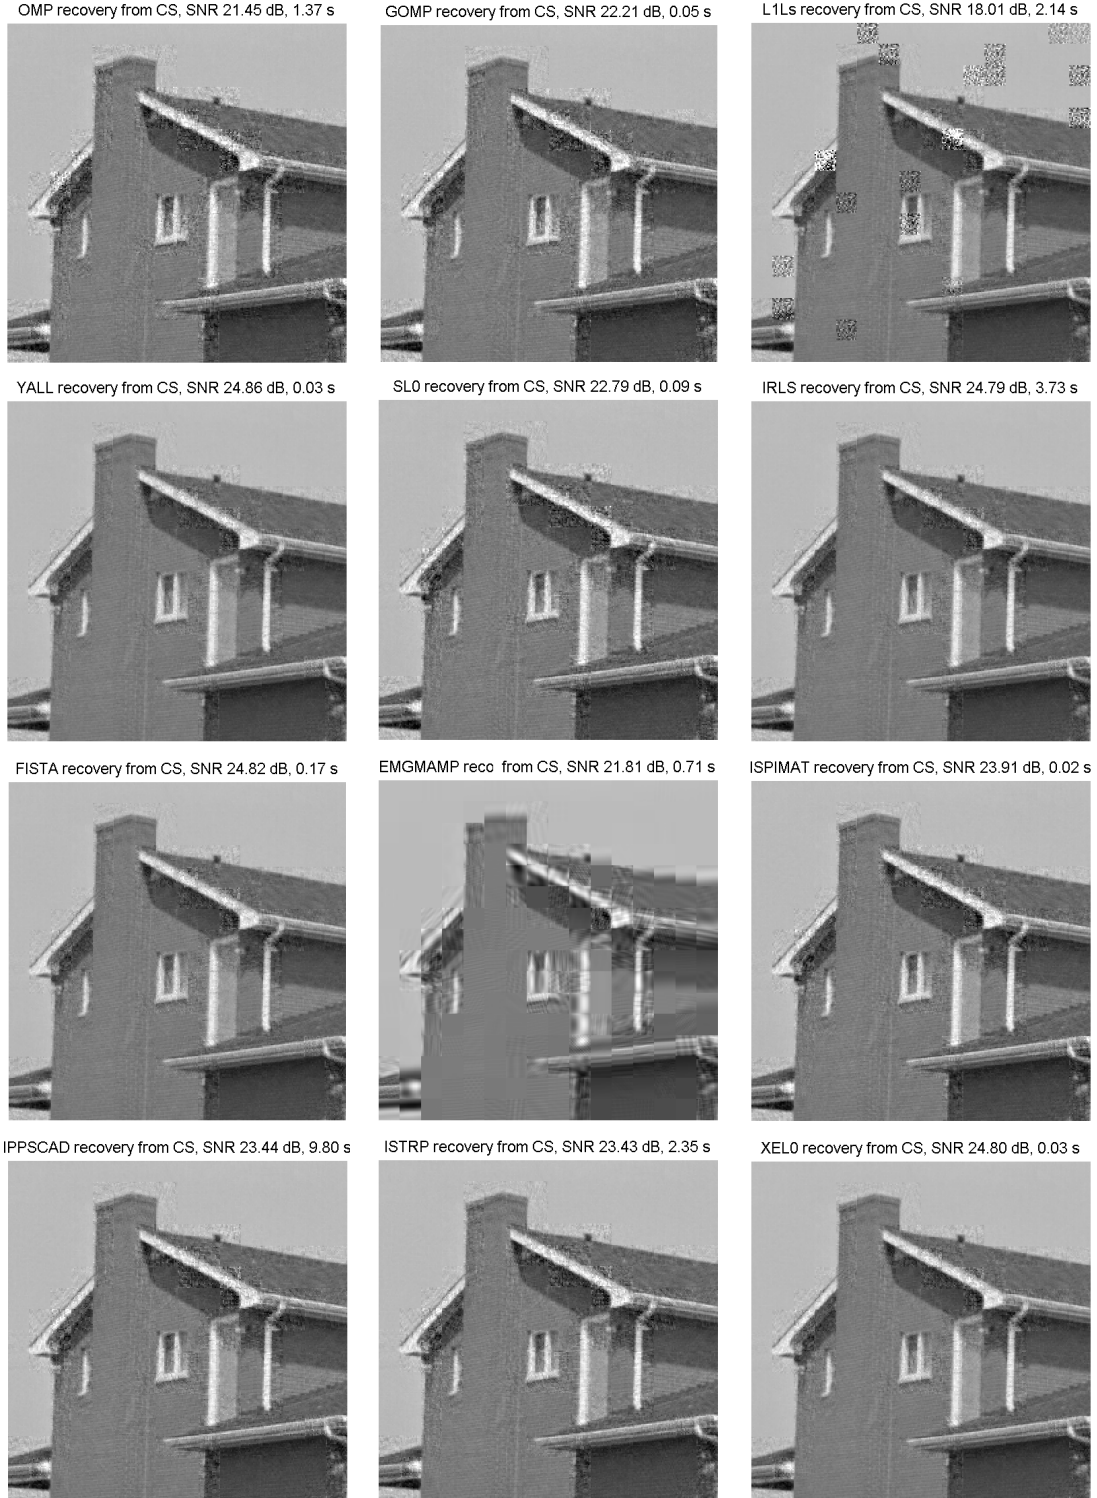 OMP recovery from CS, SNR 21.45 dB, 1.37 s
GOMP recovery from CS, SNR 22.21 dB, 0.05 s
L1Ls recovery from CS, SNR 18.01 dB, 2.14 s
YALL recovery from CS, SNR 24.86 dB, 0.03 s
SL0 recovery from CS, SNR 22.79 dB, 0.09 s
IRLS recovery from CS, SNR 24.79 dB, 3.73 s
FISTA recovery from CS, SNR 24.82 dB, 0.17 s
EMGMAMP reco from CS, SNR 21.81 dB, 0.71 s
ISPIMAT recovery from CS, SNR 23.91 dB, 0.02 s
IPPSCAD recovery from CS, SNR 23.44 dB, 9.80 s
ISTRP recovery from CS, SNR 23.43 dB, 2.35 s
XEL0 recovery from CS, SNR 24.80 dB, 0.03 s